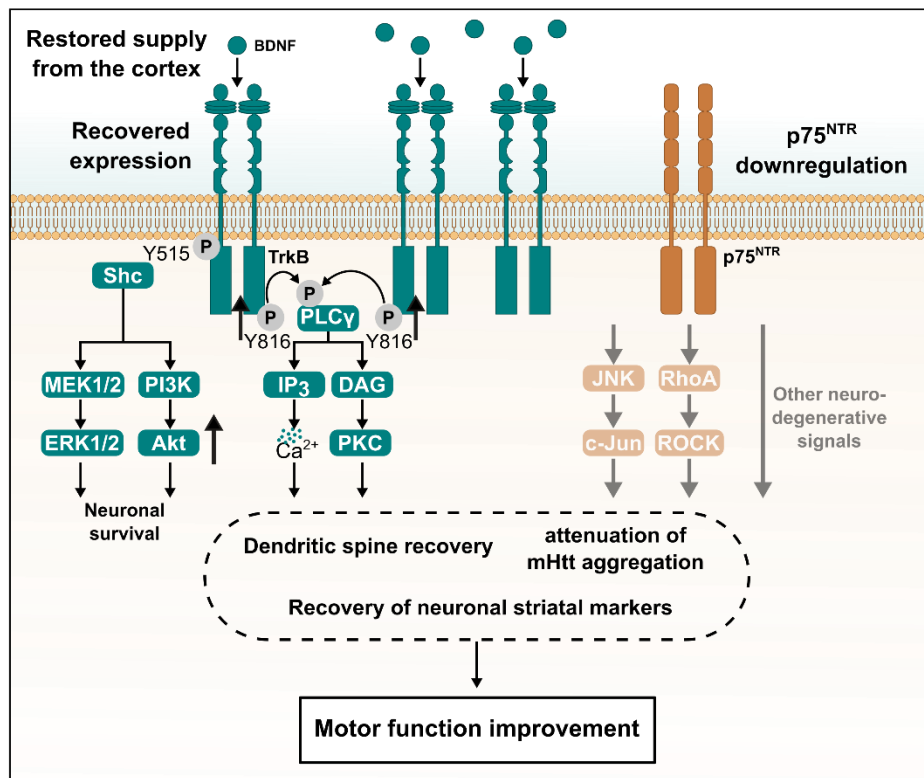 Restored supply
from the cortex
BDNF
Recovered
expression
p75NTR
downregulation
Y515
P
TrkB
p75NTR
Shc
P
P
PLCγ
P
Y816
Y816
MEK1/2
PI3K
IP3
DAG
JNK
RhoA
Other neuro-
degenerative
signals
ERK1/2
Akt
Ca2+
PKC
c-Jun
ROCK
Neuronal
survival
Dendritic spine recovery
attenuation of
mHtt aggregation
Recovery of neuronal striatal markers
Motor function improvement